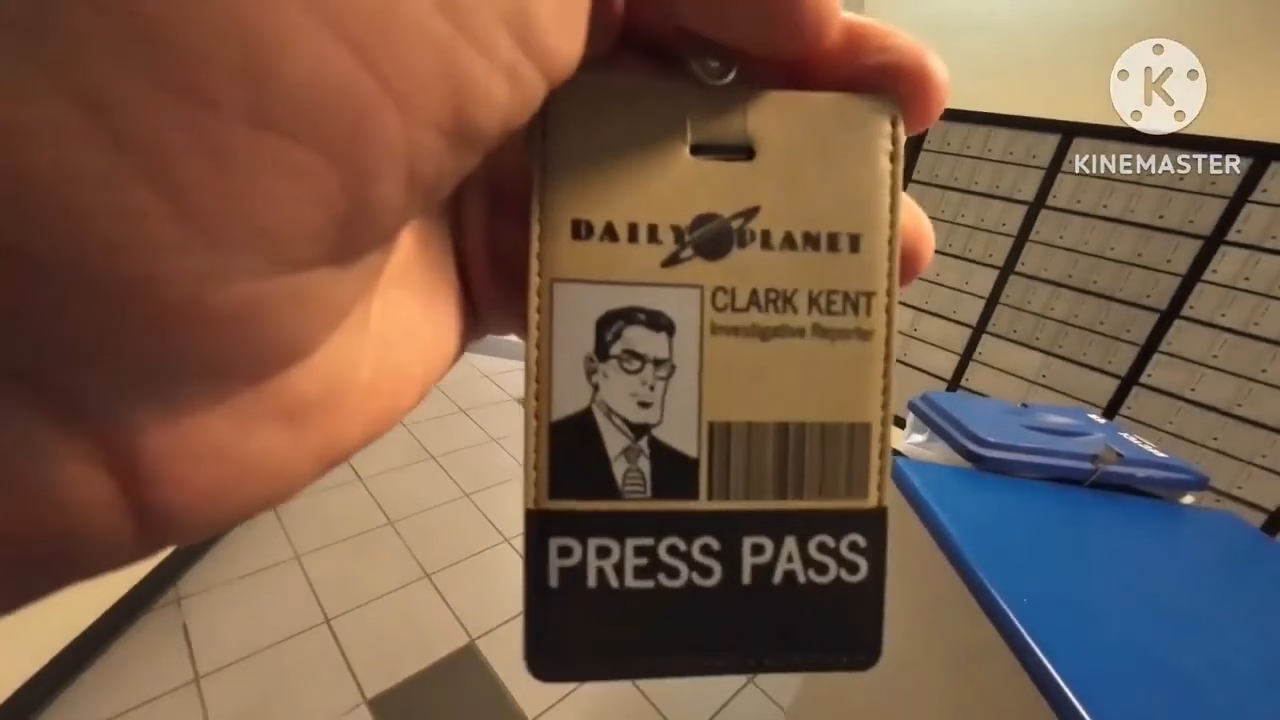 KINEMASTER
DAILY PLANET
CLARK KENT
Investigative Reporter
PRESS PASS